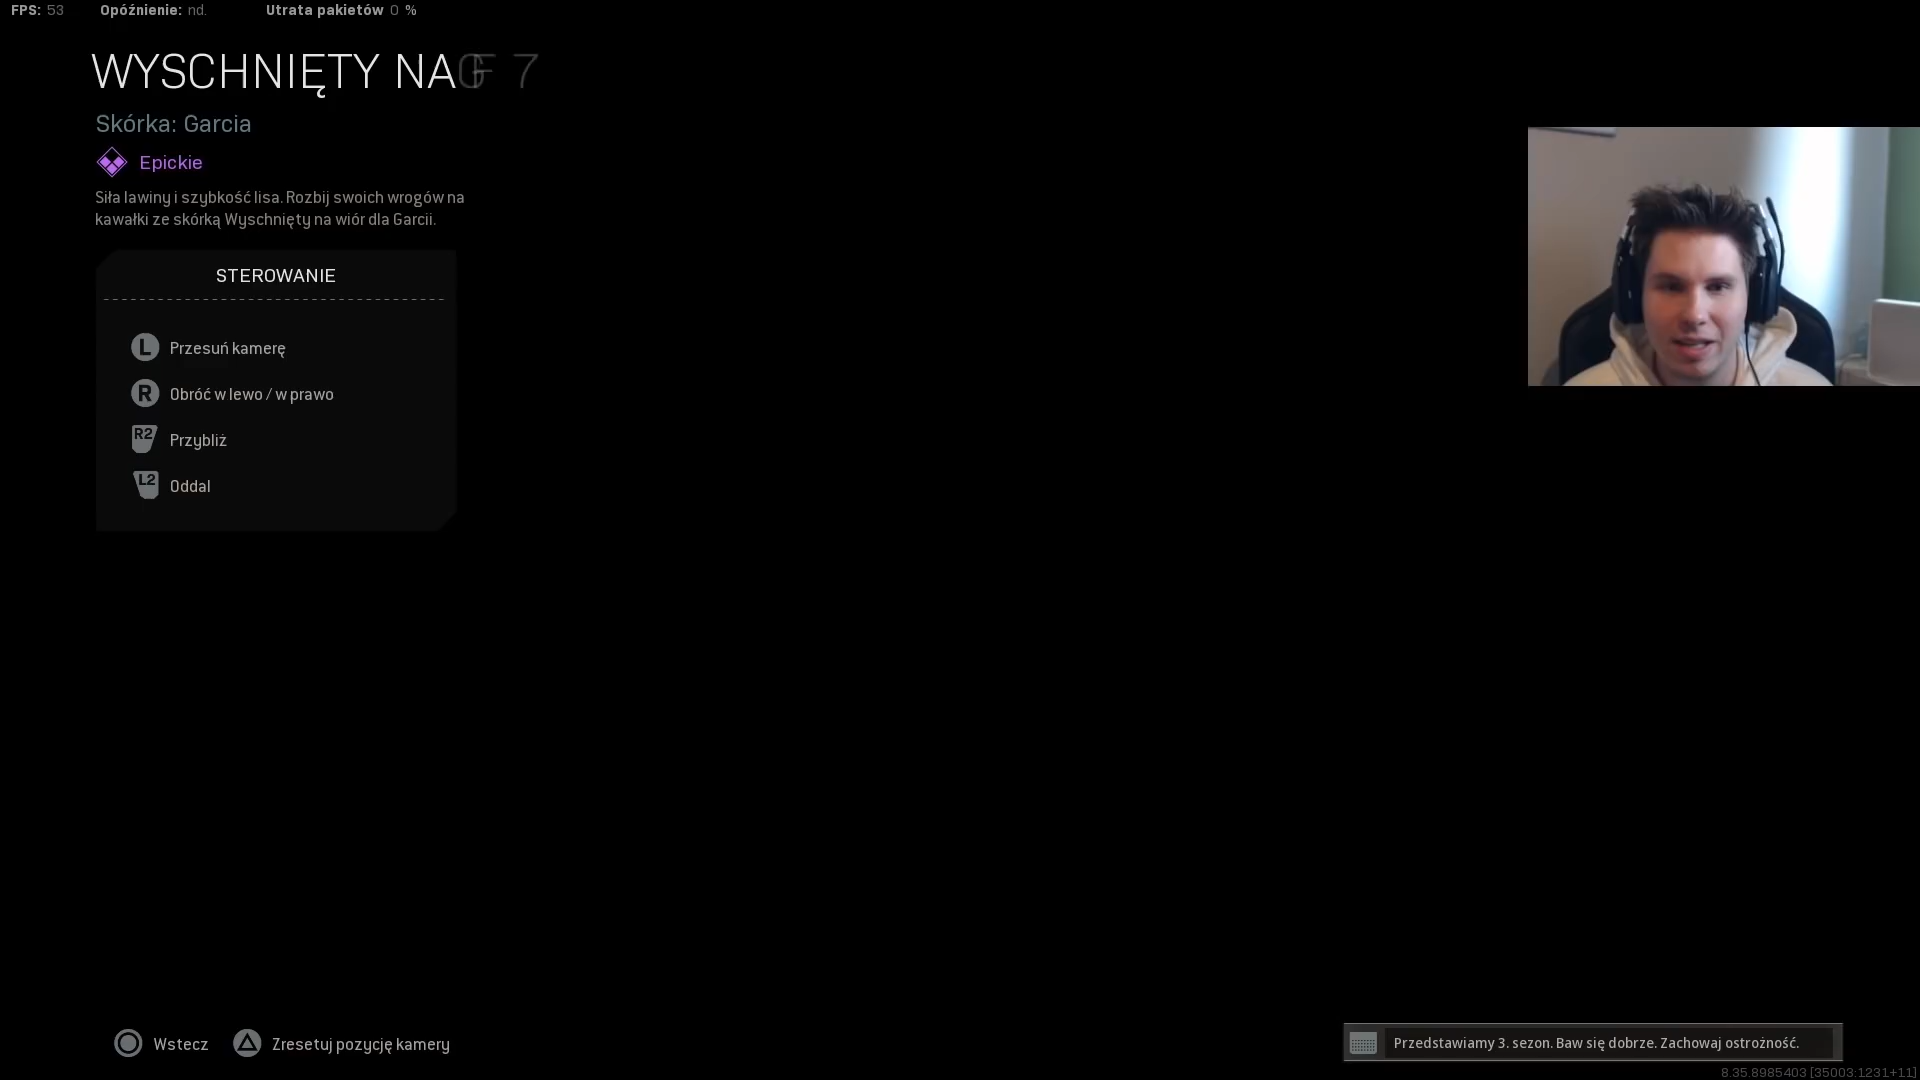 FPS: 53 Opóźnienie: nd. Utrata pakietów 0 %
WYSCHNIĘTY NA
Skórka: Garcia
Epickie
Siła lawiny i szybkość lisa. Rozbij swoich wrogów na
kawałki ze skórką Wyschnięty na wiór dla Garcii.
STEROWANIE
L Przesuń kamerę
R Obróć w lewo / w prawo
R2 Przybliż
L2 Oddal
Wstecz Zresetuj pozycję kamery
Przedstawiamy 3. sezon. Baw się dobrze. Zachowaj ostrożność.
8.35.8985403 [35003:1231+11]